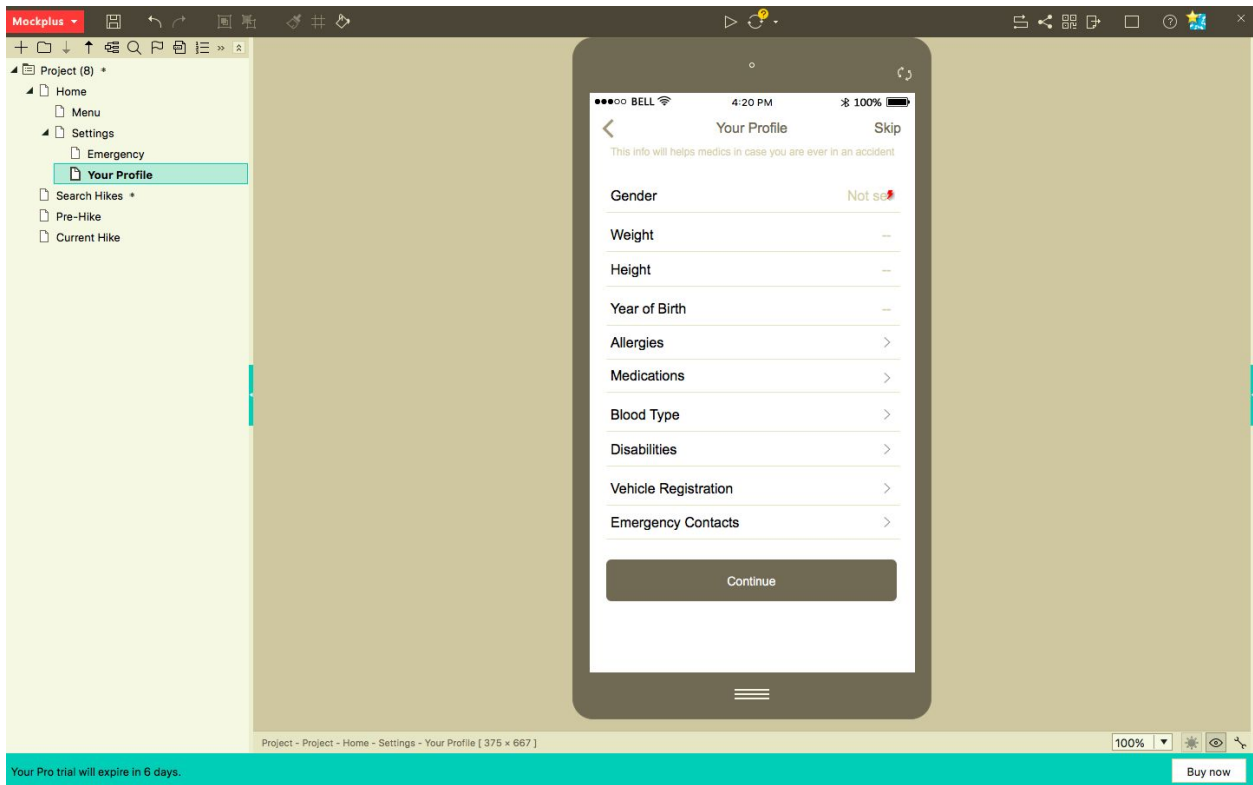 Mockplus
Project (8) *
Home
Menu
Settings
Emergency
Your Profile
Search Hikes *
Pre-Hike
Current Hike
BELL 4:20 PM 100%
Your Profile Skip
This info will helps medics in case you are ever in an accident
Gender Not se
Weight --
Height --
Year of Birth --
Allergies
Medications
Blood Type
Disabilities
Vehicle Registration
Emergency Contacts
Continue
Project - Project - Home - Settings - Your Profile [ 375 × 667 ]
100%
Your Pro trial will expire in 6 days.
Buy now